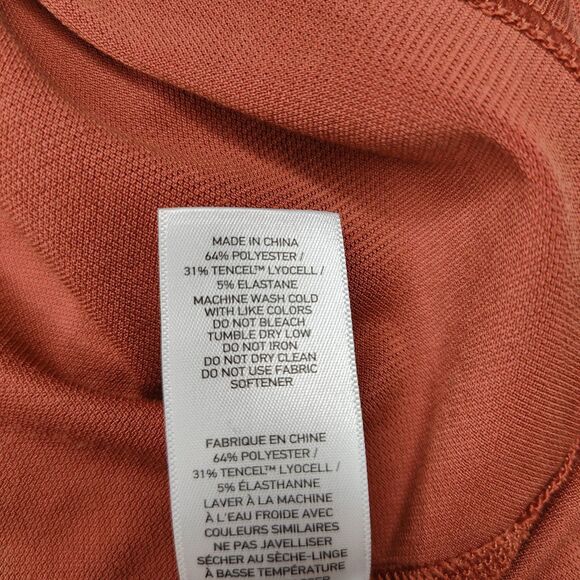 MADE IN CHINA
64% POLYESTER /
31% TENCEL™ LYOCELL /
5% ELASTANE
MACHINE WASH COLD
WITH LIKE COLORS
DO NOT BLEACH
TUMBLE DRY LOW
DO NOT IRON
DO NOT DRY CLEAN
DO NOT USE FABRIC
SOFTENER
FABRIQUE EN CHINE
64% POLYESTER /
31% TENCEL™ LYOCELL /
5% ÉLASTHANNE
LAVER À LA MACHINE
À L'EAU FROIDE AVEC
COULEURS SIMILAIRES
NE PAS JAVELLISER
SÉCHER AU SÈCHE-LINGE
À BASSE TEMPÉRATURE